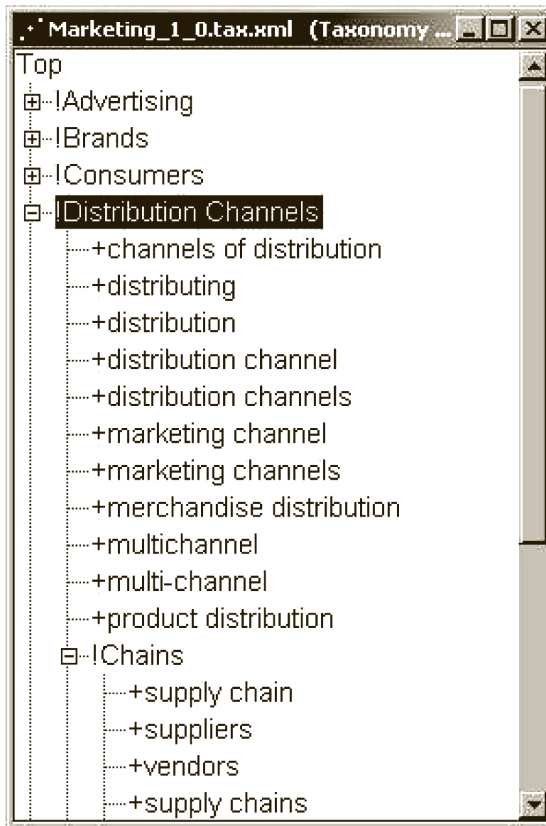 Marketing_1_0.tax.xml (Taxonomy ...
Top
!Advertising
!Brands
!Consumers
!Distribution Channels
+channels of distribution
+distributing
+distribution
+distribution channel
+distribution channels
+marketing channel
+marketing channels
+merchandise distribution
+multichannel
+multi-channel
+product distribution
!Chains
+supply chain
+suppliers
+vendors
+supply chains